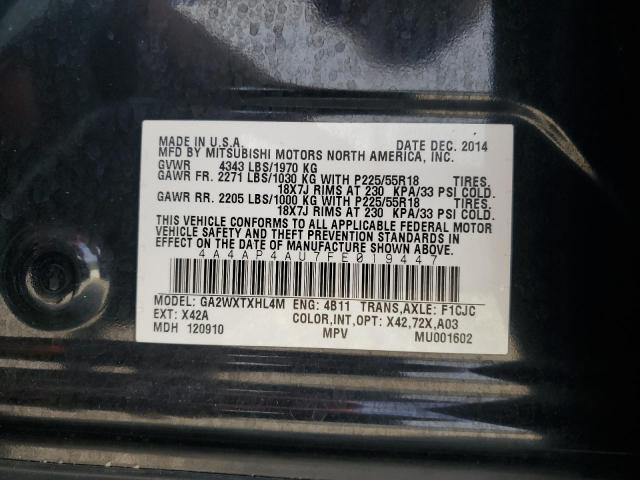 MADE IN U.S.A. DATE DEC. 2014
MFD BY MITSUBISHI MOTORS NORTH AMERICA, INC.
GVWR 4343 LBS/1970 KG
GAWR FR. 2271 LBS/1030 KG WITH P225/55R18 TIRES.
18X7J RIMS AT 230 KPA/33 PSI COLD.
GAWR RR. 2205 LBS/1000 KG WITH P225/55R18 TIRES.
18X7J RIMS AT 230 KPA/33 PSI COLD.
THIS VEHICLE CONFORMS TO ALL APPLICABLE FEDERAL MOTOR
VEHICLE SAFETY AND THEFT PREVENTION STANDARDS IN
EFFECT ON THE DATE OF MANUFACTURE SHOWN ABOVE.
4A4AP4AU7FE019447
MODEL: GA2WXTXHL4M ENG: 4B11 TRANS,AXLE: F1CJC
EXT: X42A COLOR,INT,OPT: X42,72X,A03
MDH 120910 MPV MU001602